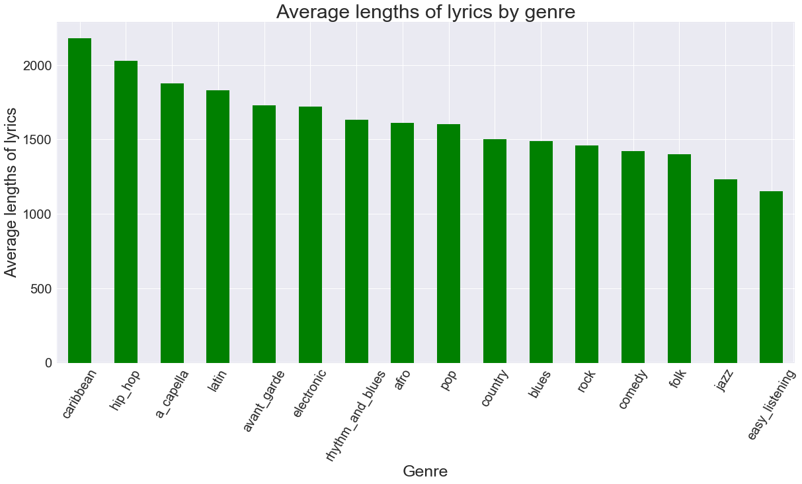 Average lengths of lyrics by genre
Average lengths of lyrics
2000
1500
1000
500
0
caribbean
hip_hop
a_capella
latin
avant_garde
electronic
rhythm_and_blues
afro
pop
country
blues
rock
comedy
folk
jazz
easy_listening
Genre